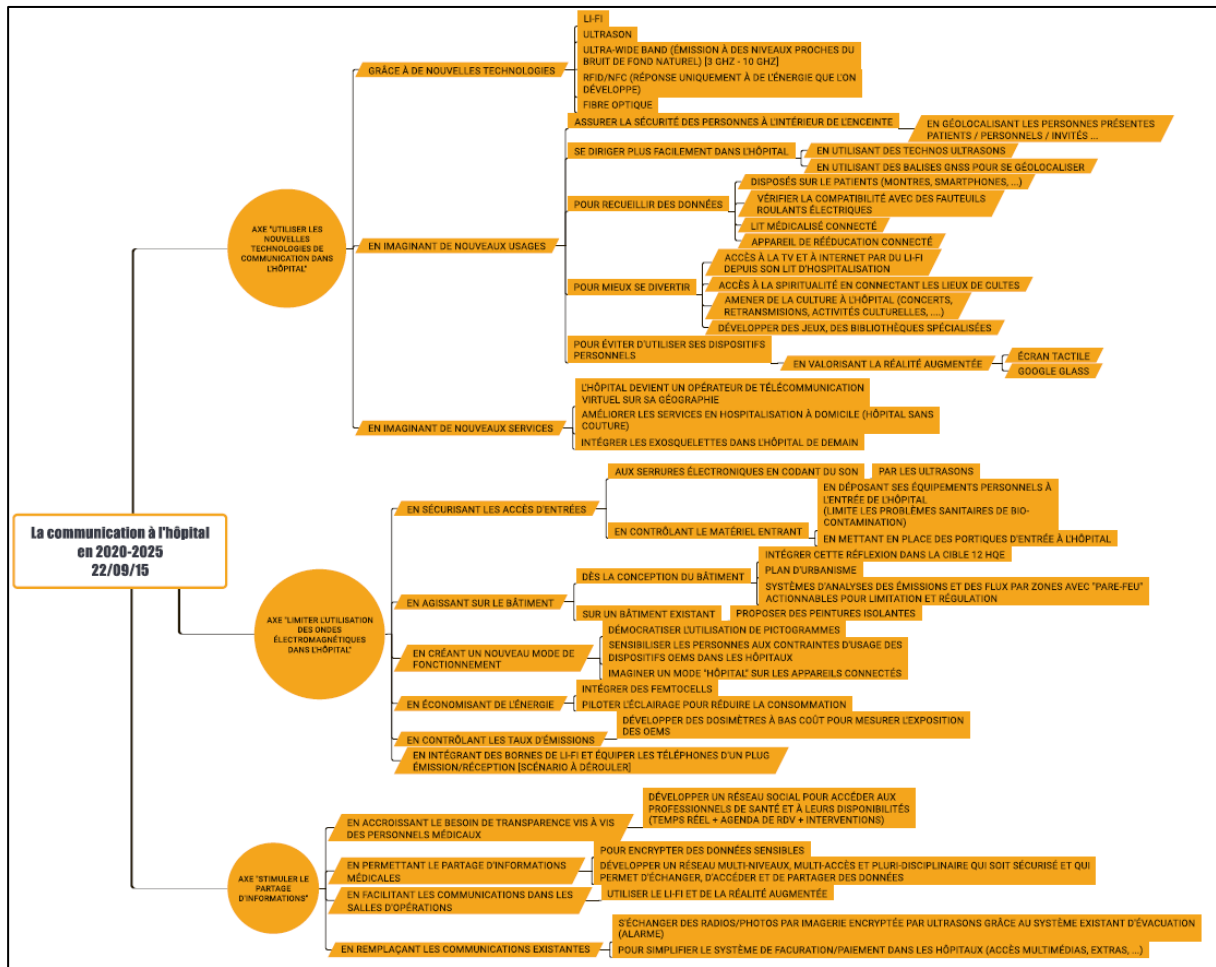 La communication à l'hôpital
en 2020-2025
22/09/15
AXE "UTILISER LES
NOUVELLES
TECHNOLOGIES DE
COMMUNICATION DANS
L'HÔPITAL"
GRÂCE À DE NOUVELLES TECHNOLOGIES
LI-FI
ULTRASON
ULTRA-WIDE BAND (ÉMISSION À DES NIVEAUX PROCHES DU
BRUIT DE FOND NATUREL) [3 GHZ - 10 GHZ]
RFID/NFC (RÉPONSE UNIQUEMENT À DE L'ÉNERGIE QUE L'ON
DÉVELOPPE)
FIBRE OPTIQUE
EN IMAGINANT DE NOUVEAUX USAGES
ASSURER LA SÉCURITÉ DES PERSONNES À L'INTÉRIEUR DE L'ENCEINTE
EN GÉOLOCALISANT LES PERSONNES PRÉSENTES
PATIENTS / PERSONNELS / INVITÉS ...
SE DIRIGER PLUS FACILEMENT DANS L'HÔPITAL
EN UTILISANT DES TECHNOS ULTRASONS
EN UTILISANT DES BALISES GNSS POUR SE GÉOLOCALISER
POUR RECUEILLIR DES DONNÉES
DISPOSÉS SUR LE PATIENTS (MONTRES, SMARTPHONES, ...)
VÉRIFIER LA COMPATIBILITÉ AVEC DES FAUTEUILS
ROULANTS ÉLECTRIQUES
LIT MÉDICALISÉ CONNECTÉ
APPAREIL DE RÉÉDUCATION CONNECTÉ
POUR MIEUX SE DIVERTIR
ACCÈS À LA TV ET À INTERNET PAR DU LI-FI
DEPUIS SON LIT D'HOSPITALISATION
ACCÈS À LA SPIRITUALITÉ EN CONNECTANT LES LIEUX DE CULTES
AMENER DE LA CULTURE À L'HÔPITAL (CONCERTS,
RETRANSMISIONS, ACTIVITÉS CULTURELLES, ....)
DÉVELOPPER DES JEUX, DES BIBLIOTHÈQUES SPÉCIALISÉES
POUR ÉVITER D'UTILISER SES DISPOSITIFS
PERSONNELS
EN VALORISANT LA RÉALITÉ AUGMENTÉE
ÉCRAN TACTILE
GOOGLE GLASS
EN IMAGINANT DE NOUVEAUX SERVICES
L'HÔPITAL DEVIENT UN OPÉRATEUR DE TÉLÉCOMMUNICATION
VIRTUEL SUR SA GÉOGRAPHIE
AMÉLIORER LES SERVICES EN HOSPITALISATION À DOMICILE (HÔPITAL SANS
COUTURE)
INTÉGRER LES EXOSQUELETTES DANS L'HÔPITAL DE DEMAIN
AXE "LIMITER L'UTILISATION
DES ONDES
ÉLECTROMAGNÉTIQUES
DANS L'HÔPITAL"
EN SÉCURISANT LES ACCÈS D'ENTRÉES
AUX SERRURES ÉLECTRONIQUES EN CODANT DU SON
PAR LES ULTRASONS
EN CONTRÔLANT LE MATÉRIEL ENTRANT
EN DÉPOSANT SES ÉQUIPEMENTS PERSONNELS À
L'ENTRÉE DE L'HÔPITAL
(LIMITE LES PROBLÈMES SANITAIRES DE BIO-
CONTAMINATION)
EN METTANT EN PLACE DES PORTIQUES D'ENTRÉE À L'HÔPITAL
EN AGISSANT SUR LE BÂTIMENT
DÈS LA CONCEPTION DU BÂTIMENT
INTÉGRER CETTE RÉFLEXION DANS LA CIBLE 12 HQE
PLAN D'URBANISME
SYSTÈMES D'ANALYSES DES ÉMISSIONS ET DES FLUX PAR ZONES AVEC "PARE-FEU"
ACTIONNABLES POUR LIMITATION ET RÉGULATION
SUR UN BÂTIMENT EXISTANT
PROPOSER DES PEINTURES ISOLANTES
EN CRÉANT UN NOUVEAU MODE DE
FONCTIONNEMENT
DÉMOCRATISER L'UTILISATION DE PICTOGRAMMES
SENSIBILISER LES PERSONNES AUX CONTRAINTES D'USAGE DES
DISPOSITIFS OEMS DANS LES HÔPITAUX
IMAGINER UN MODE "HÔPITAL" SUR LES APPAREILS CONNECTÉS
EN ÉCONOMISANT DE L'ÉNERGIE
INTÉGRER DES FEMTOCELLS
PILOTER L'ÉCLAIRAGE POUR RÉDUIRE LA CONSOMMATION
EN CONTRÔLANT LES TAUX D'ÉMISSIONS
DÉVELOPPER DES DOSIMÈTRES À BAS COÛT POUR MESURER L'EXPOSITION
DES OEMS
EN INTÉGRANT DES BORNES DE LI-FI ET ÉQUIPER LES TÉLÉPHONES D'UN PLUG
ÉMISSION/RÉCEPTION [SCÉNARIO À DÉROULER]
AXE "STIMULER LE
PARTAGE
D'INFORMATIONS"
EN ACCROISSANT LE BESOIN DE TRANSPARENCE VIS À VIS
DES PERSONNELS MÉDICAUX
DÉVELOPPER UN RÉSEAU SOCIAL POUR ACCÉDER AUX
PROFESSIONNELS DE SANTÉ ET À LEURS DISPONIBILITÉS
(TEMPS RÉEL + AGENDA DE RDV + INTERVENTIONS)
EN PERMETTANT LE PARTAGE D'INFORMATIONS
MÉDICALES
POUR ENCRYPTER DES DONNÉES SENSIBLES
DÉVELOPPER UN RÉSEAU MULTI-NIVEAUX, MULTI-ACCÈS ET PLURI-DISCIPLINAIRE QUI SOIT SÉCURISÉ ET QUI
PERMET D'ÉCHANGER, D'ACCÉDER ET DE PARTAGER DES DONNÉES
EN FACILITANT LES COMMUNICATIONS DANS LES
SALLES D'OPÉRATIONS
UTILISER LE LI-FI ET DE LA RÉALITÉ AUGMENTÉE
EN REMPLAÇANT LES COMMUNICATIONS EXISTANTES
S'ÉCHANGER DES RADIOS/PHOTOS PAR IMAGERIE ENCRYPTÉE PAR ULTRASONS GRÂCE AU SYSTÈME EXISTANT D'ÉVACUATION
(ALARME)
POUR SIMPLIFIER LE SYSTÈME DE FACURATION/PAIEMENT DANS LES HÔPITAUX (ACCÈS MULTIMÉDIAS, EXTRAS, ...)